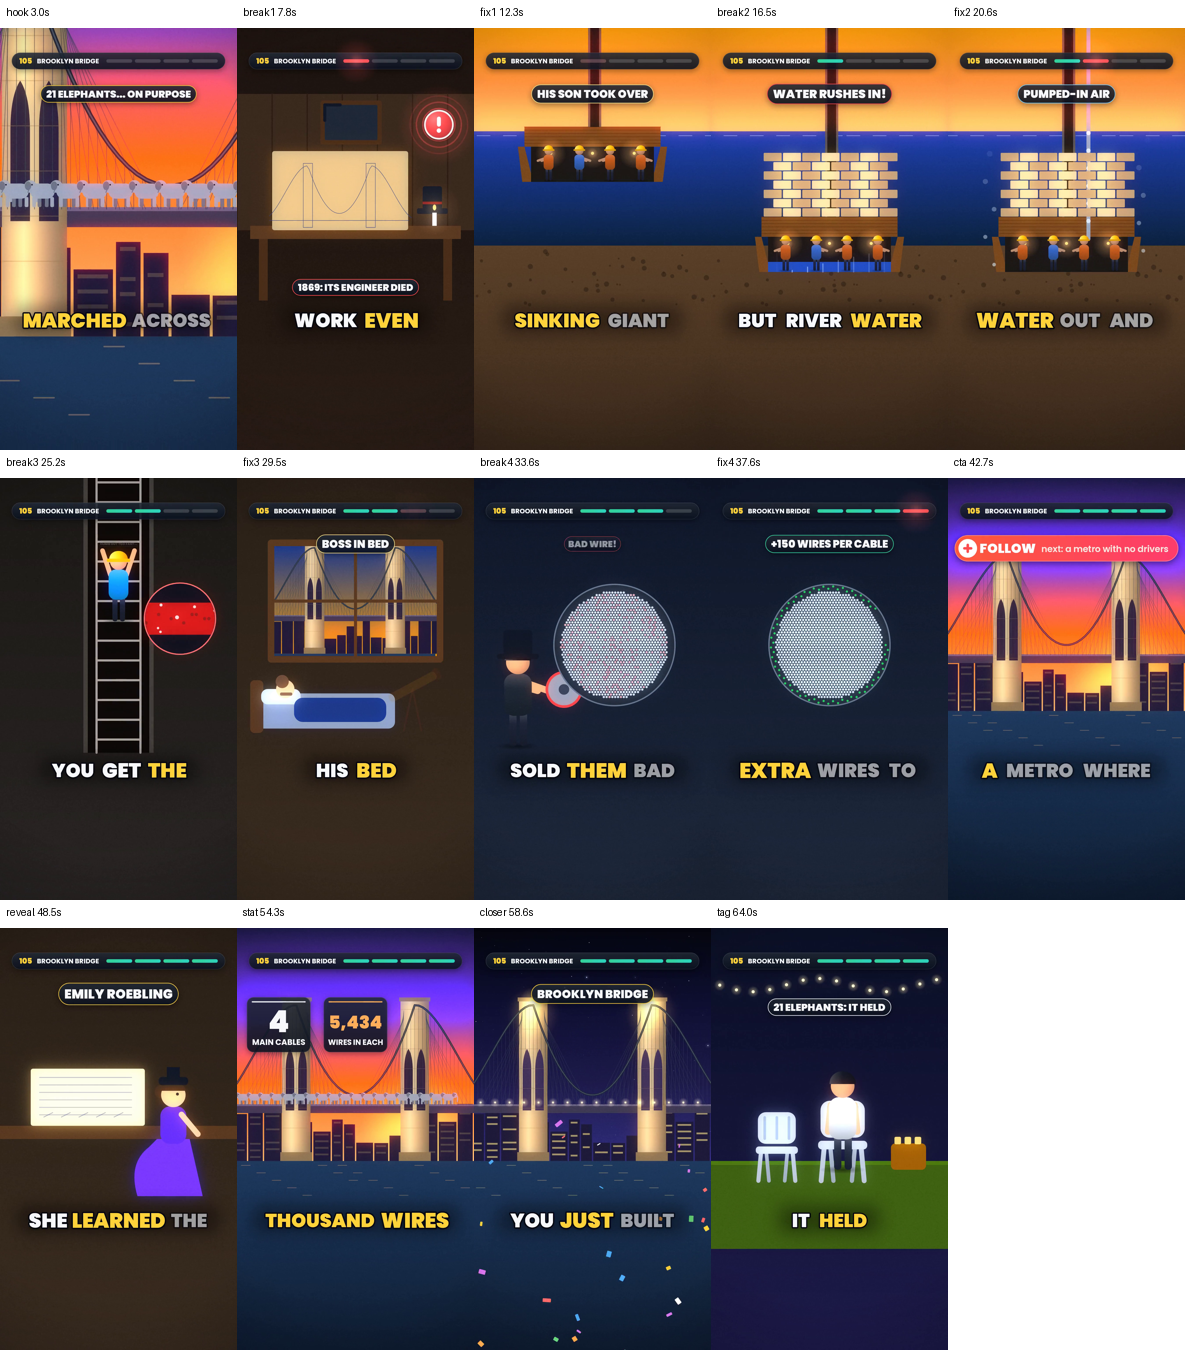 hook 3.0s
105 BROOKLYN BRIDGE
21 ELEPHANTS... ON PURPOSE
MARCHED ACROSS
break1 7.8s
105 BROOKLYN BRIDGE
1869: ITS ENGINEER DIED
WORK EVEN
fix1 12.3s
105 BROOKLYN BRIDGE
HIS SON TOOK OVER
SINKING GIANT
break2 16.5s
105 BROOKLYN BRIDGE
WATER RUSHES IN!
BUT RIVER WATER
fix2 20.6s
105 BROOKLYN BRIDGE
PUMPED-IN AIR
WATER OUT AND
break3 25.2s
105 BROOKLYN BRIDGE
YOU GET THE
fix3 29.5s
105 BROOKLYN BRIDGE
BOSS IN BED
HIS BED
break4 33.6s
105 BROOKLYN BRIDGE
BAD WIRE!
SOLD THEM BAD
fix4 37.6s
105 BROOKLYN BRIDGE
+150 WIRES PER CABLE
EXTRA WIRES TO
cta 42.7s
105 BROOKLYN BRIDGE
FOLLOW next: a metro with no drivers
A METRO WHERE
reveal 48.5s
105 BROOKLYN BRIDGE
EMILY ROEBLING
SHE LEARNED THE
stat 54.3s
105 BROOKLYN BRIDGE
4
MAIN CABLES
5,434
WIRES IN EACH
THOUSAND WIRES
closer 58.6s
105 BROOKLYN BRIDGE
BROOKLYN BRIDGE
YOU JUST BUILT
tag 64.0s
105 BROOKLYN BRIDGE
21 ELEPHANTS: IT HELD
IT HELD